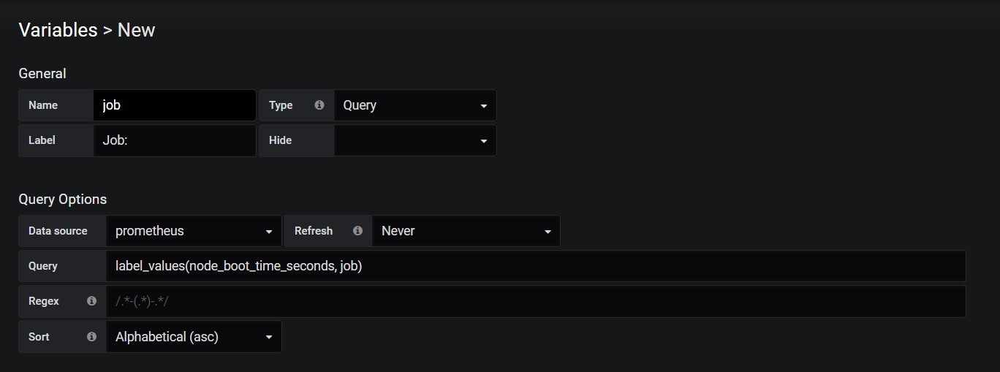 Variables > New
General
Name job Type Query
Label Job: Hide
Query Options
Data source prometheus Refresh Never
Query label_values(node_boot_time_seconds, job)
Regex /.*-(.*)-.*/
Sort Alphabetical (asc)